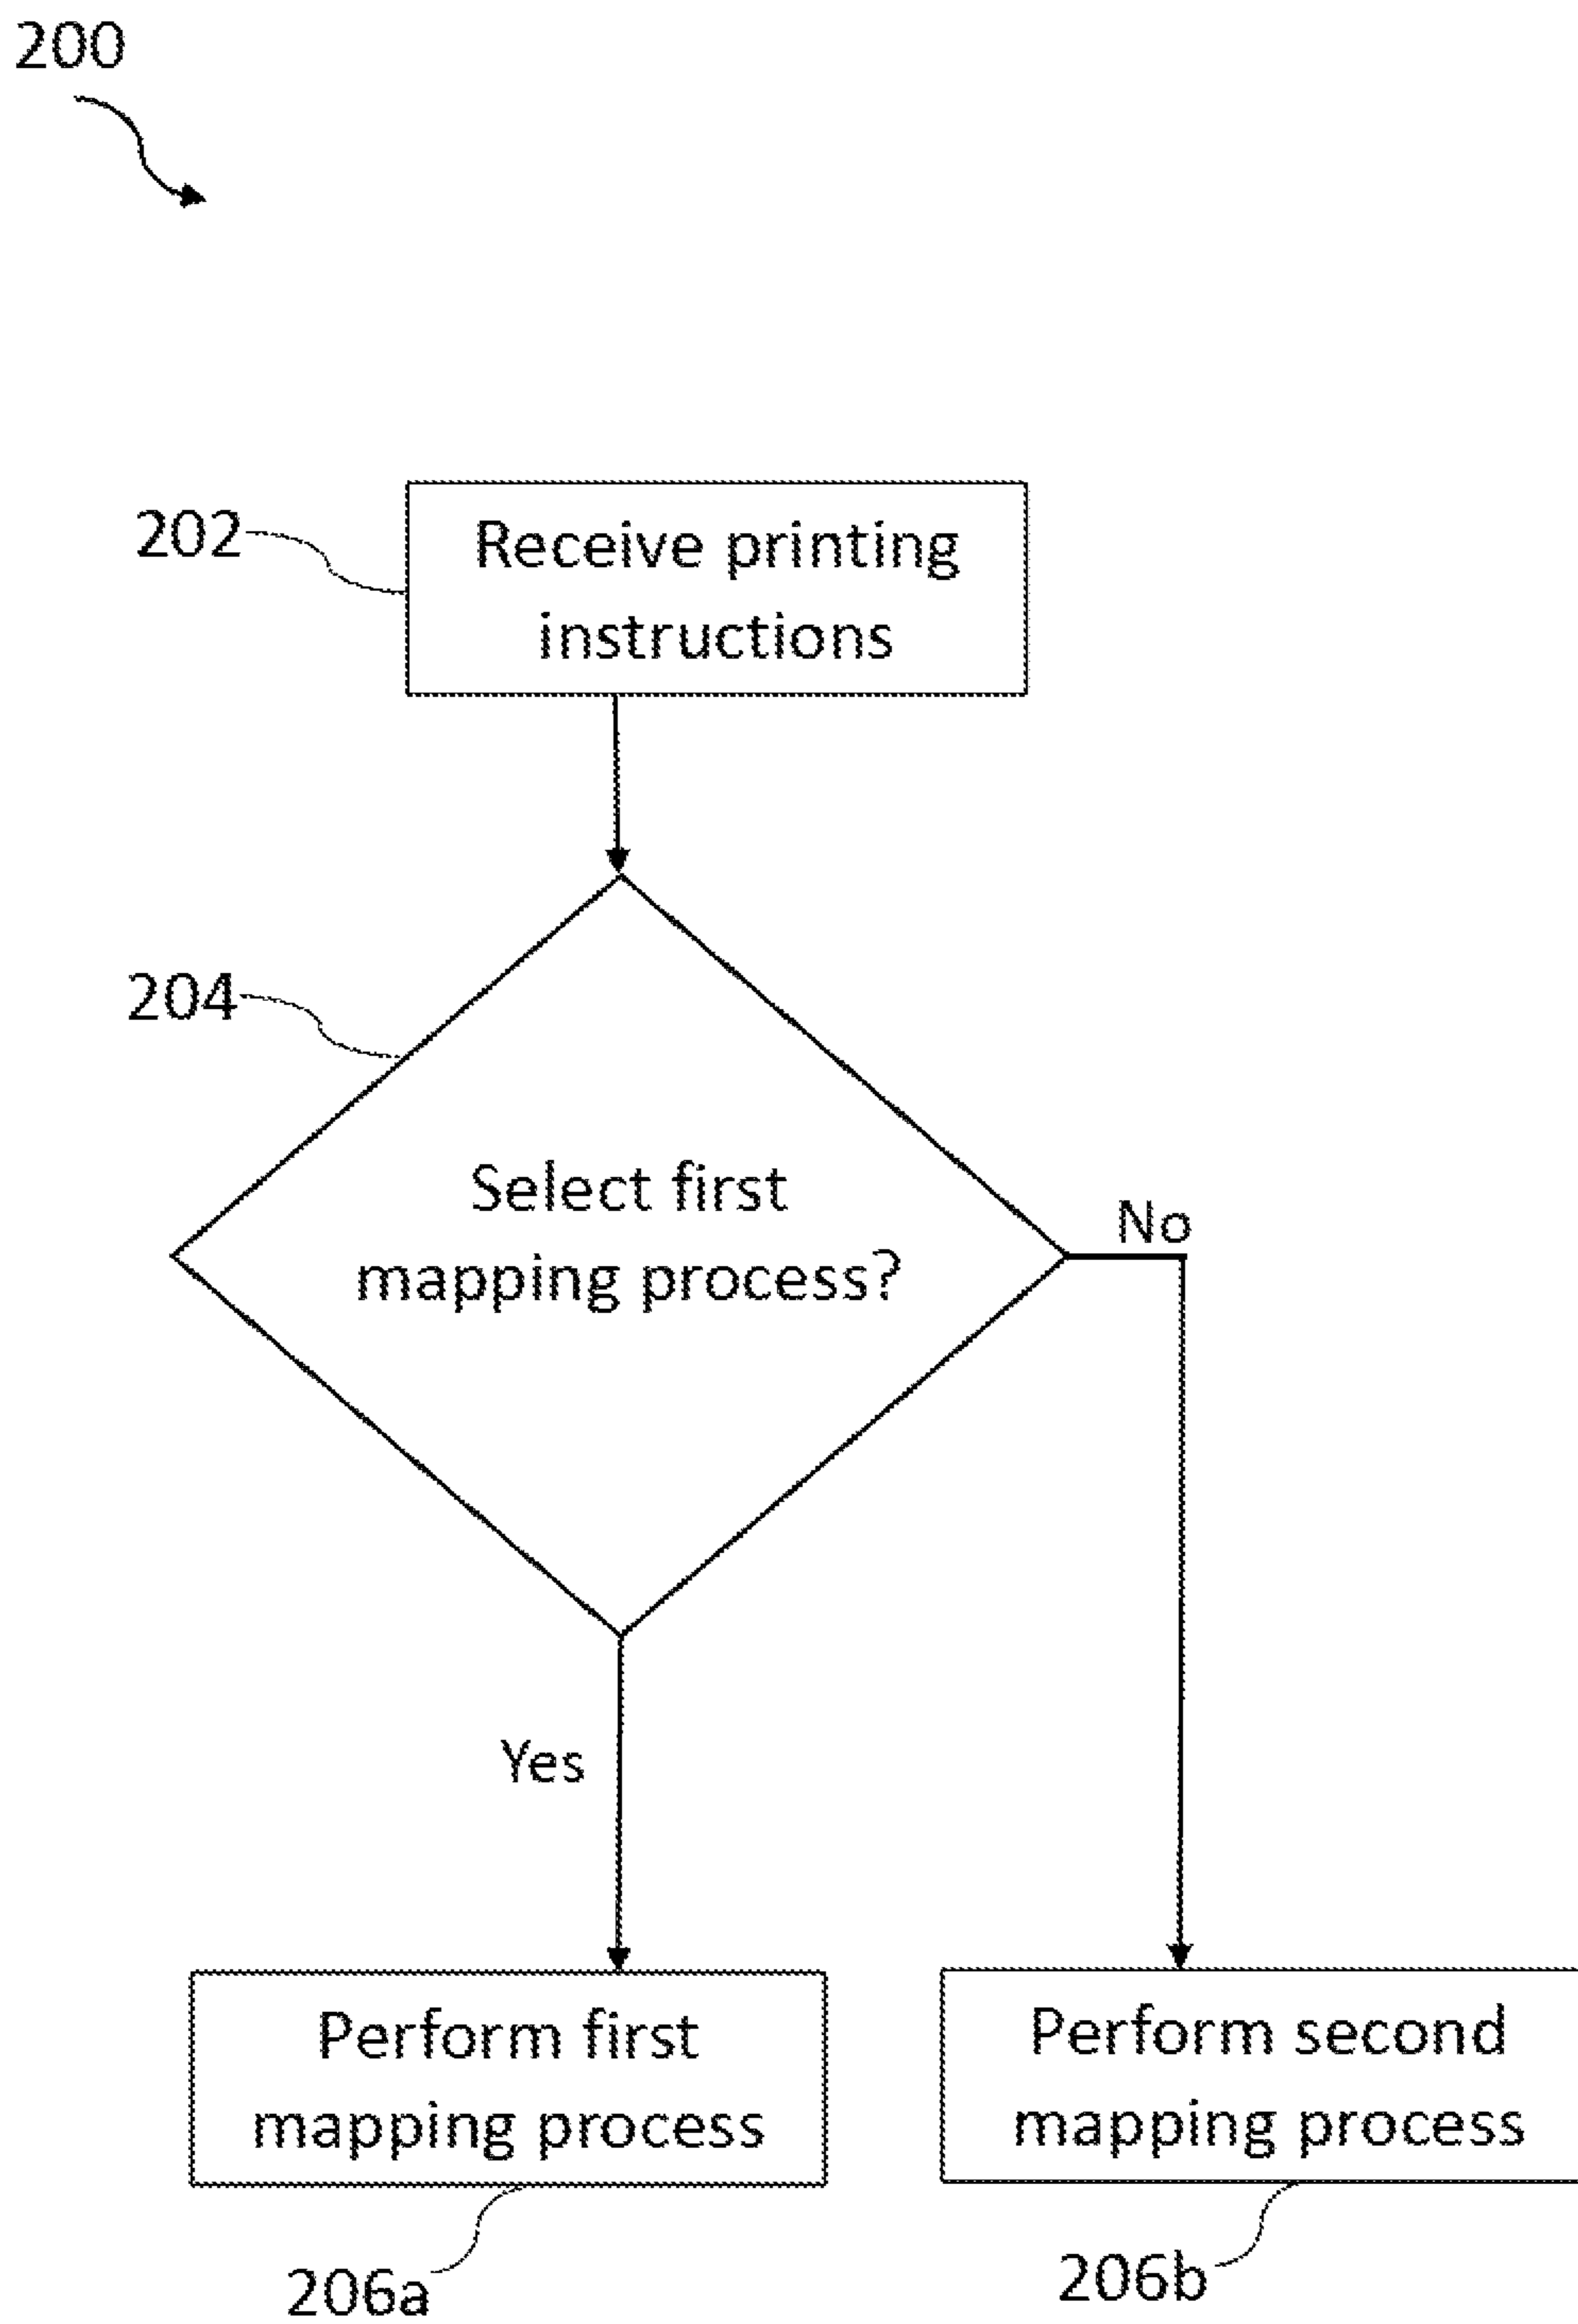 200
202
Receive printing
instructions
204
Select first
mapping process?
No
Yes
Perform first
mapping process
Perform second
mapping process
206a
206b